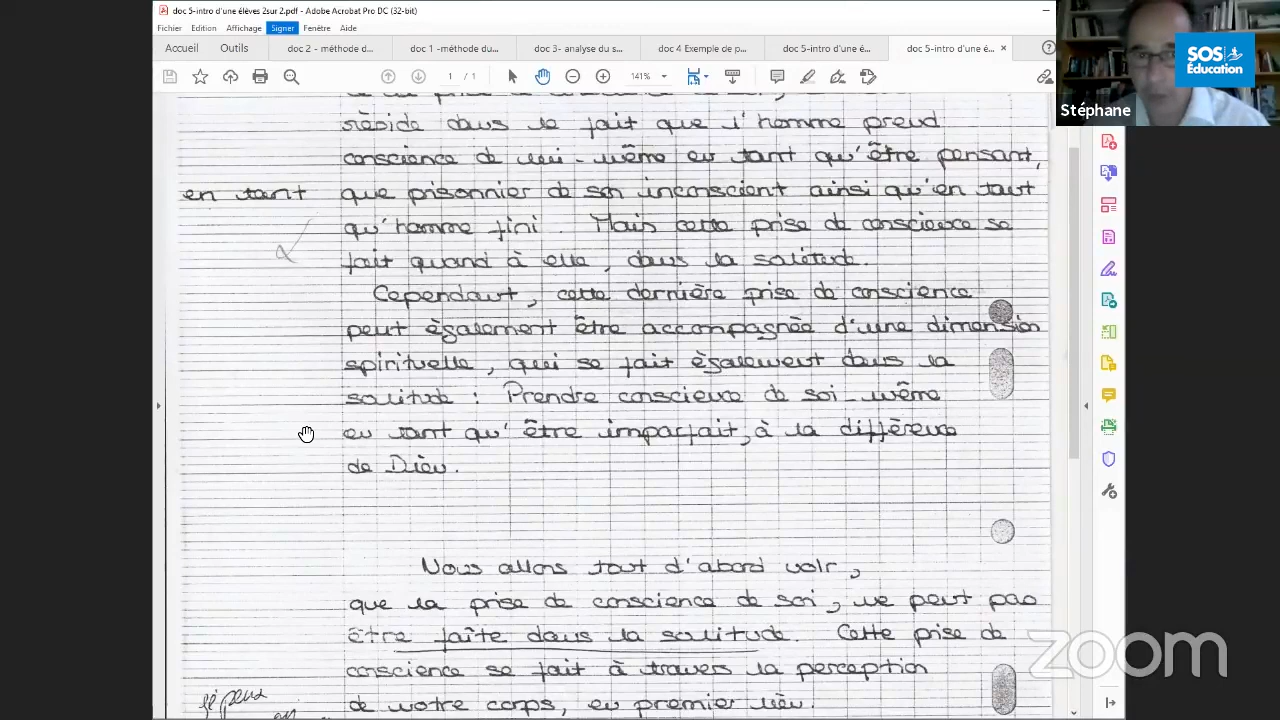 doc 5-intro d'une élèves 2sur 2.pdf - Adobe Acrobat Pro DC (32-bit)
Fichier Edition Affichage Signer Fenêtre Aide
Accueil Outils doc 2 - méthode d... doc 1 -méthode du... doc 3- analyse du s... doc 4 Exemple de p... doc 5-intro d'une é... doc 5-intro d'une é... ×
1 / 1 141%
SOS
Éducation
Stéphane
réside dans le fait que l'homme prend
conscience de lui-même en tant qu'être pensant,
en tant que prisonnier de son inconscient ainsi qu'en tant
qu'homme fini. Mais cette prise de conscience se
fait quand à elle, dans la solitude.
Cependant, cette dernière prise de conscience
peut également être accompagnée d'une dimension
spirituelle, qui se fait également dans la
solitude : Prendre conscience de soi-même
en tant qu'être imparfait, à la différence
de Dieu.
Nous allons tout d'abord voir,
que la prise de conscience de soi, ne peut pas
être faite dans la solitude. Cette prise de
conscience se fait à travers la perception
de notre corps, en premier lieu.
zoom